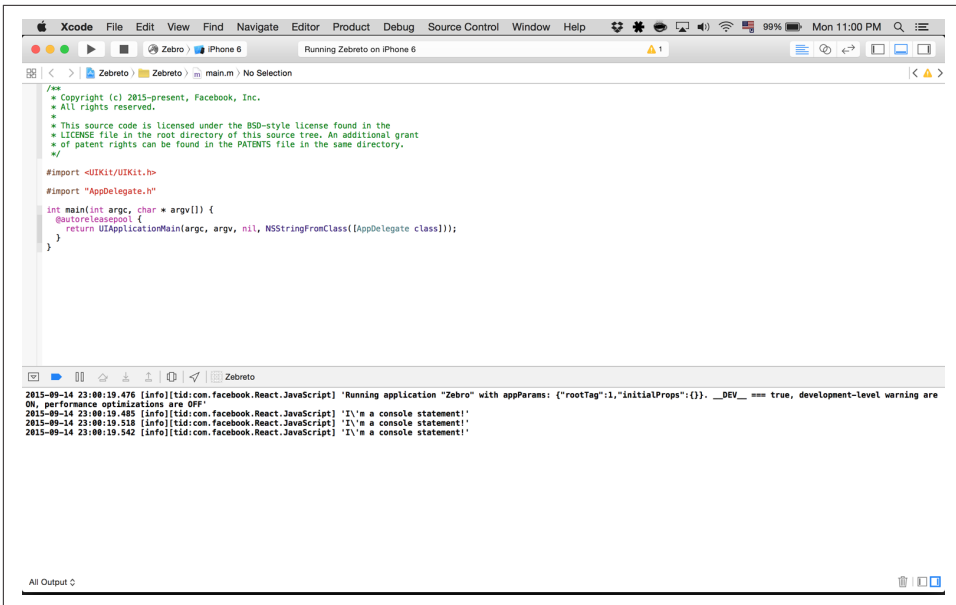 Xcode File Edit View Find Navigate Editor Product Debug Source Control Window Help 99% Mon 11:00 PM
Zebro › iPhone 6 Running Zebreto on iPhone 6 1
Zebreto › Zebreto › m main.m › No Selection
/**
* Copyright (c) 2015-present, Facebook, Inc.
* All rights reserved.
*
* This source code is licensed under the BSD-style license found in the
* LICENSE file in the root directory of this source tree. An additional grant
* of patent rights can be found in the PATENTS file in the same directory.
*/
#import <UIKit/UIKit.h>
#import "AppDelegate.h"
int main(int argc, char * argv[]) {
@autoreleasepool {
return UIApplicationMain(argc, argv, nil, NSStringFromClass([AppDelegate class]));
}
}
Zebreto
2015-09-14 23:00:19.476 [info][tid:com.facebook.React.JavaScript] 'Running application "Zebro" with appParams: {"rootTag":1,"initialProps":{}}. __DEV__ === true, development-level warning are
ON, performance optimizations are OFF'
2015-09-14 23:00:19.485 [info][tid:com.facebook.React.JavaScript] 'I\'m a console statement!'
2015-09-14 23:00:19.518 [info][tid:com.facebook.React.JavaScript] 'I\'m a console statement!'
2015-09-14 23:00:19.542 [info][tid:com.facebook.React.JavaScript] 'I\'m a console statement!'
All Output